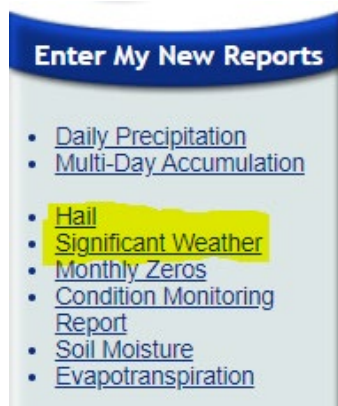 Enter My New Reports
Daily Precipitation
Multi-Day Accumulation
Hail
Significant Weather
Monthly Zeros
Condition Monitoring
Report
Soil Moisture
Evapotranspiration